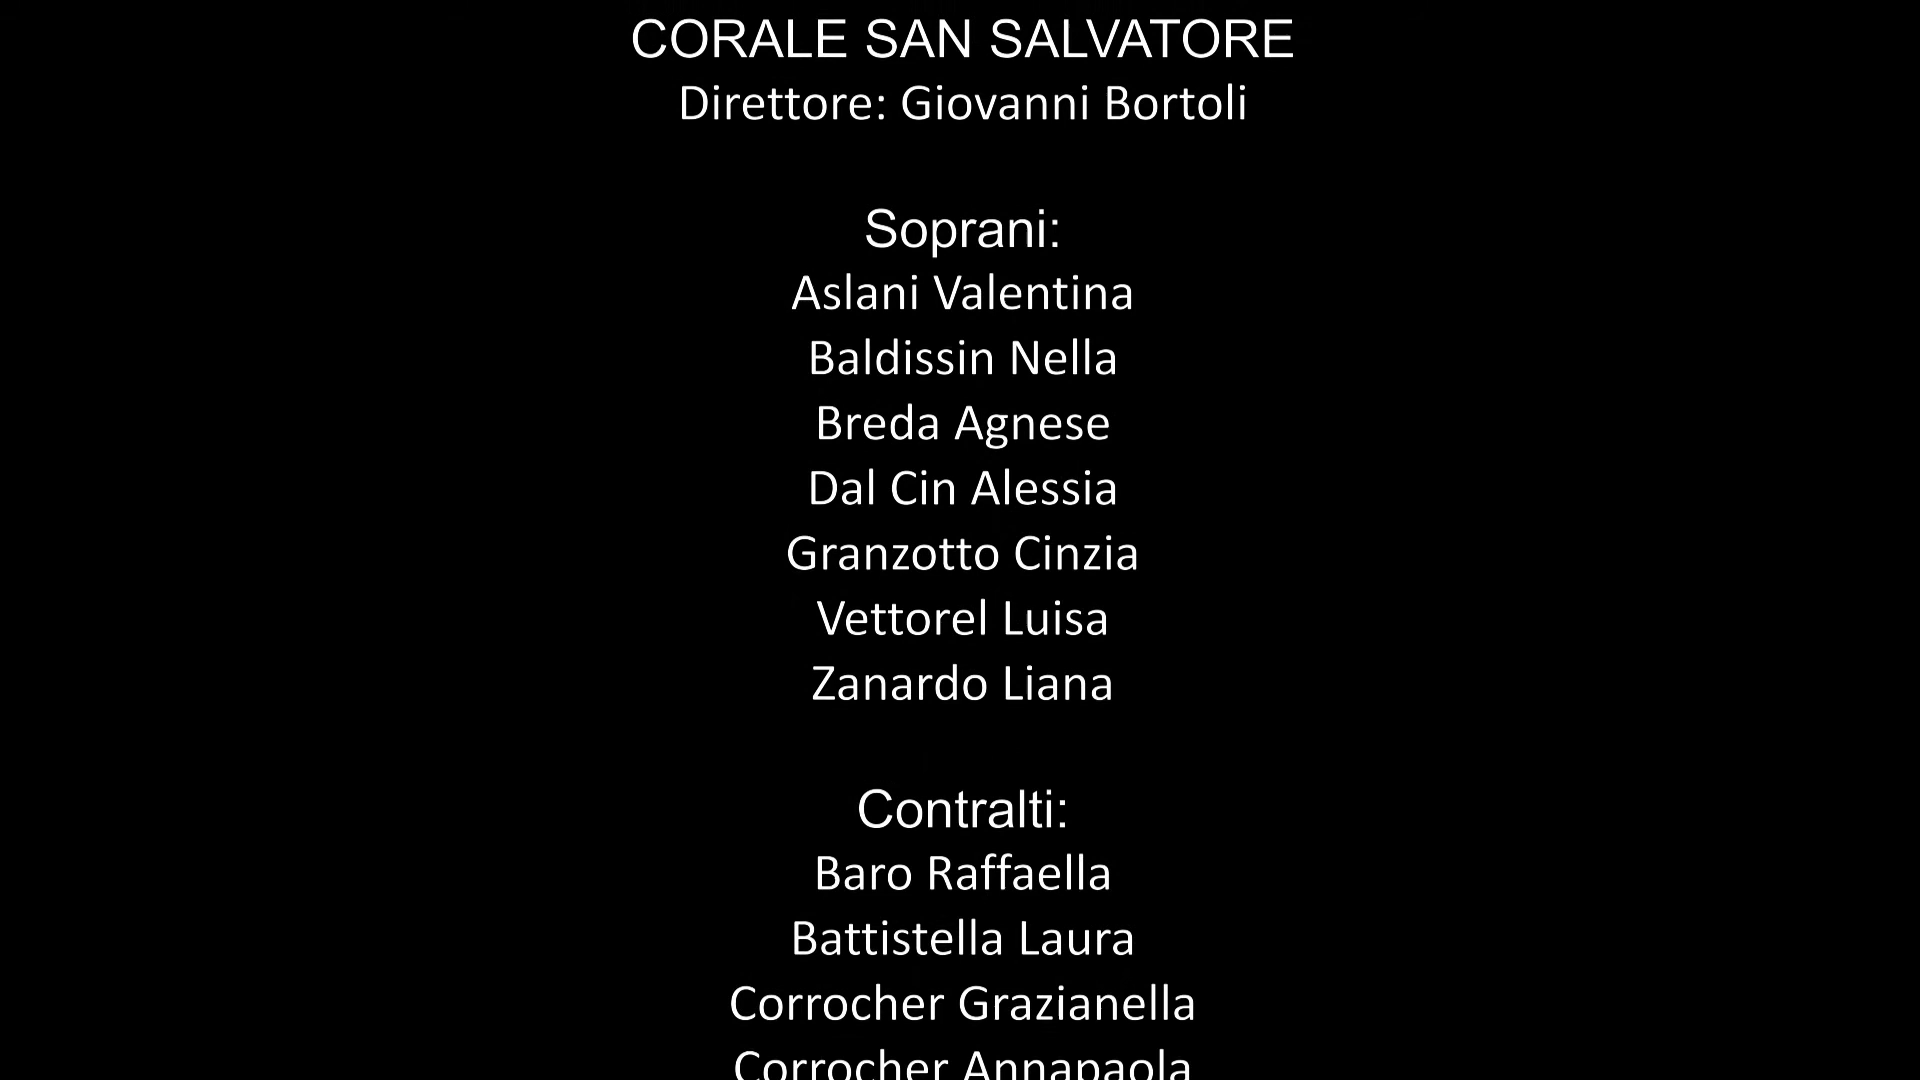 CORALE SAN SALVATORE
Direttore: Giovanni Bortoli
Soprani:
Aslani Valentina
Baldissin Nella
Breda Agnese
Dal Cin Alessia
Granzotto Cinzia
Vettorel Luisa
Zanardo Liana
Contralti:
Baro Raffaella
Battistella Laura
Corrocher Grazianella
Corrocher Annapaola